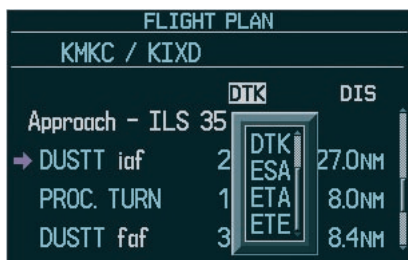 FLIGHT PLAN
KMKC / KIXD
DTK DIS
Approach - ILS 35
DUSTT iaf 2 27.0NM
PROC. TURN 1 8.0NM
DUSTT faf 3 8.4NM
DTK
ESA
ETA
ETE